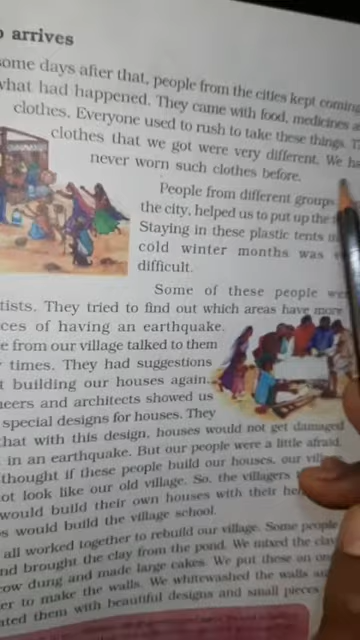 arrives
some days after that, people from the cities kept coming
what had happened. They came with food, medicines
clothes. Everyone used to rush to take these things.
clothes that we got were very different. We
never worn such clothes before.
People from different groups
the city, helped us to put up the
Staying in these plastic tents
cold winter months was
difficult.
Some of these people
tists. They tried to find out which areas have more
ces of having an earthquake.
e from our village talked to them
times. They had suggestions
t building our houses again.
neers and architects showed us
special designs for houses. They
that with this design, houses would not get damaged
in an earthquake. But our people were a little afraid.
thought if these people build our houses, our
ot look like our old village. So, the villagers
would build their own houses with their
s would build the village school.
all worked together to rebuild our village. Some people
nd brought the clay from the pond. We mixed the clay
ow dung and made large cakes. We put these on
er to make the walls. We whitewashed the walls
ated them with beautiful designs and small pieces